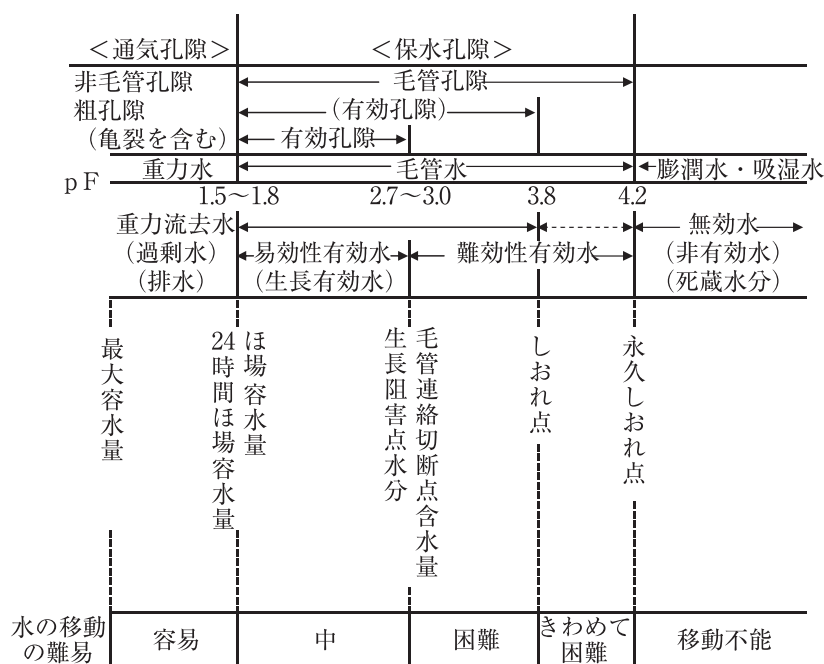 ＜通気孔隙＞ ＜保水孔隙＞
非毛管孔隙 毛管孔隙
粗孔隙 (有効孔隙)
(亀裂を含む) 有効孔隙
pF
重力水 毛管水 膨潤水・吸湿水
1.5～1.8 2.7～3.0 3.8 4.2
重力流去水 無効水
(過剰水) 易効性有効水 難効性有効水 (非有効水)
(排水) (生長有効水) (死蔵水分)
最大容水量
ほ場容水量
24時間ほ場容水量
毛管連絡切断点含水量
生長阻害点水分
しおれ点
永久しおれ点
水の移動
の難易
容易
中
困難
きわめて
困難
移動不能